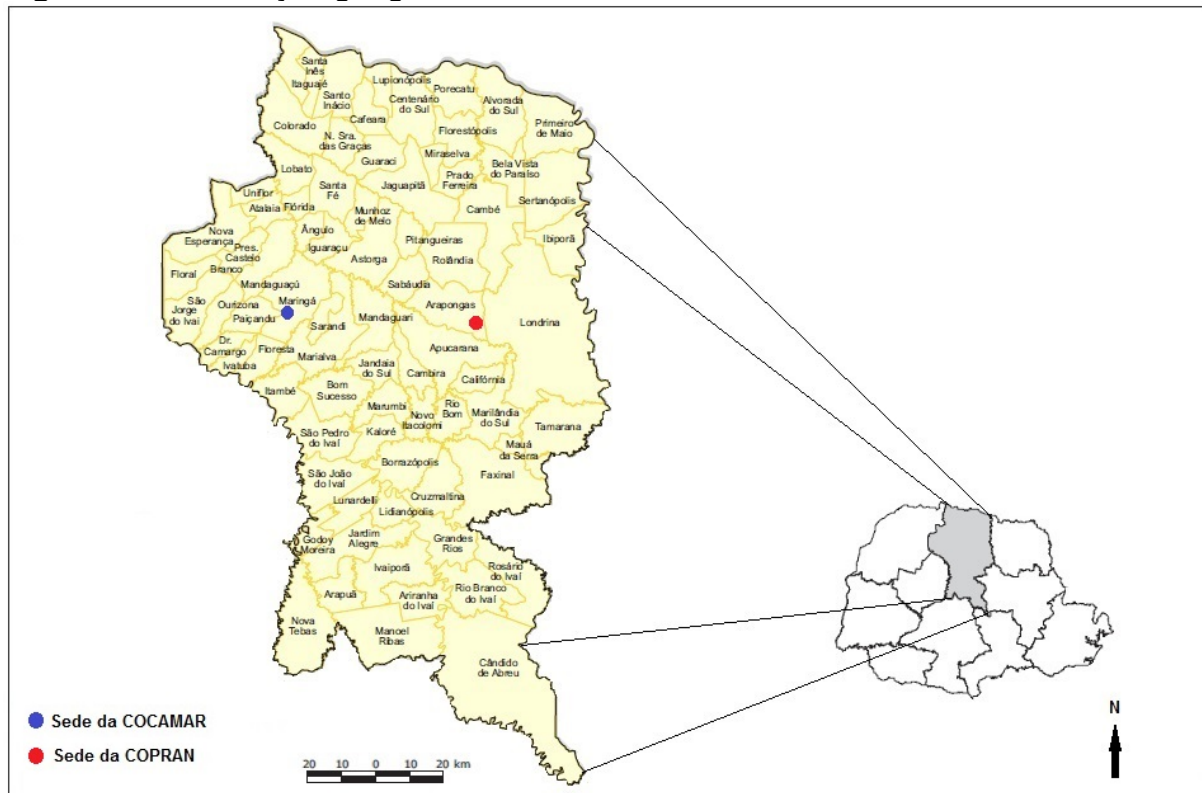 Santa
Inês
Itaguajé
Santo
Inácio
Colorado
Cafeara
Lupionópolis
Centenário
do Sul
Porecatu
Alvorada
do Sul
Primeiro
de Maio
N. Sra.
das Graças
Florestópolis
Guaraci
Miraselva
Bela Vista
do Paraíso
Lobato
Santa
Fé
Jaguapitã
Prado
Ferreira
Sertanópolis
Uniflor
Atalaia
Flórida
Munhoz
de Melo
Cambé
Ibiporã
Nova
Esperança
Ângulo
Iguaraçu
Pitangueiras
Rolândia
Pres.
Castelo
Branco
Astorga
Floraí
Mandaguaçú
Sabáudia
São
Jorge
do Ivaí
Ourizona
Paiçandu
Maringá
Sarandi
Mandaguari
Arapongas
Londrina
Dr.
Camargo
Ivatuba
Floresta
Marialva
Apucarana
Jandaia
do Sul
Cambira
Califórnia
Itambé
Bom
Sucesso
Marumbi
Novo
Itacolomi
Rio
Bom
Marilândia
do Sul
Tamarana
São Pedro
do Ivaí
Kaloré
Mauá
da Serra
Borrazópolis
Faxinal
São João
do Ivaí
Lunardelli
Cruzmaltina
Lidianópolis
Godoy
Moreira
Jardim
Alegre
Grandes
Rios
Ivaiporã
Rosário
do Ivaí
Rio Branco
do Ivaí
Arapuã
Ariranha
do Ivaí
Nova
Tebas
Manoel
Ribas
Cândido
de Abreu
Sede da COCAMAR
Sede da COPRAN
20 10 0 10 20 km
N